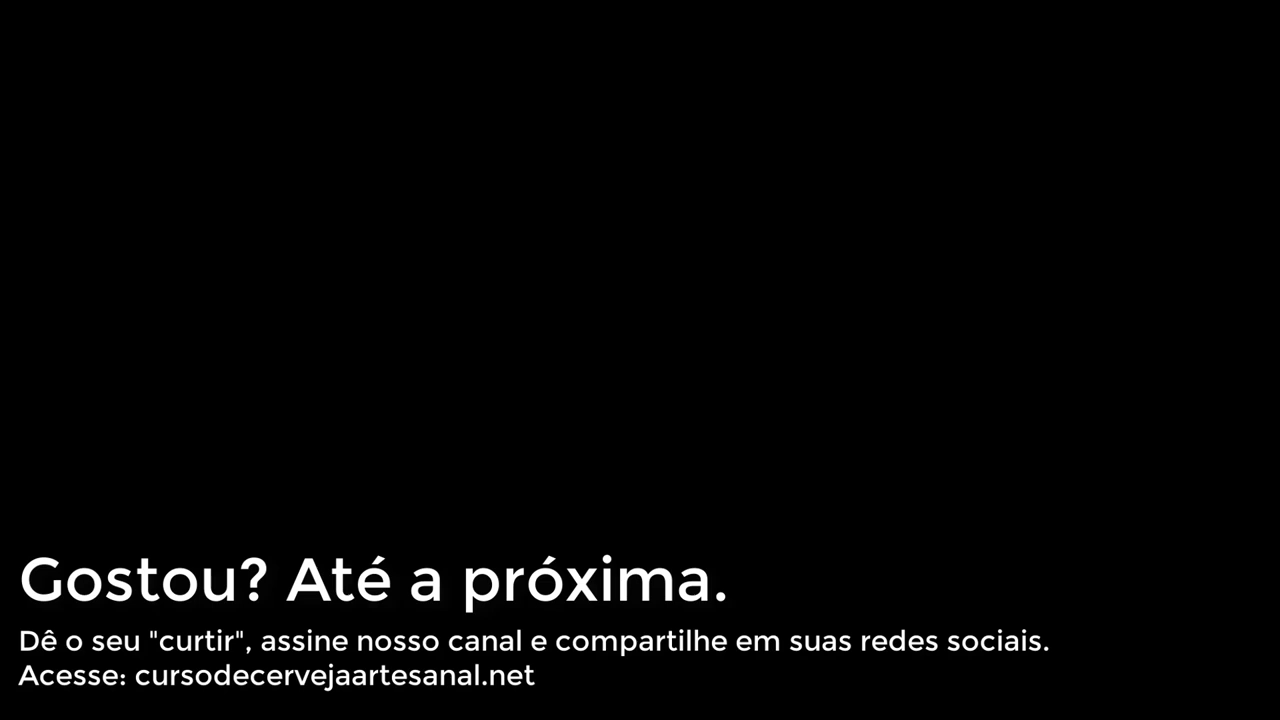 Gostou? Até a próxima.
Dê o seu "curtir", assine nosso canal e compartilhe em suas redes sociais.
Acesse: cursodecervejaartesanal.net